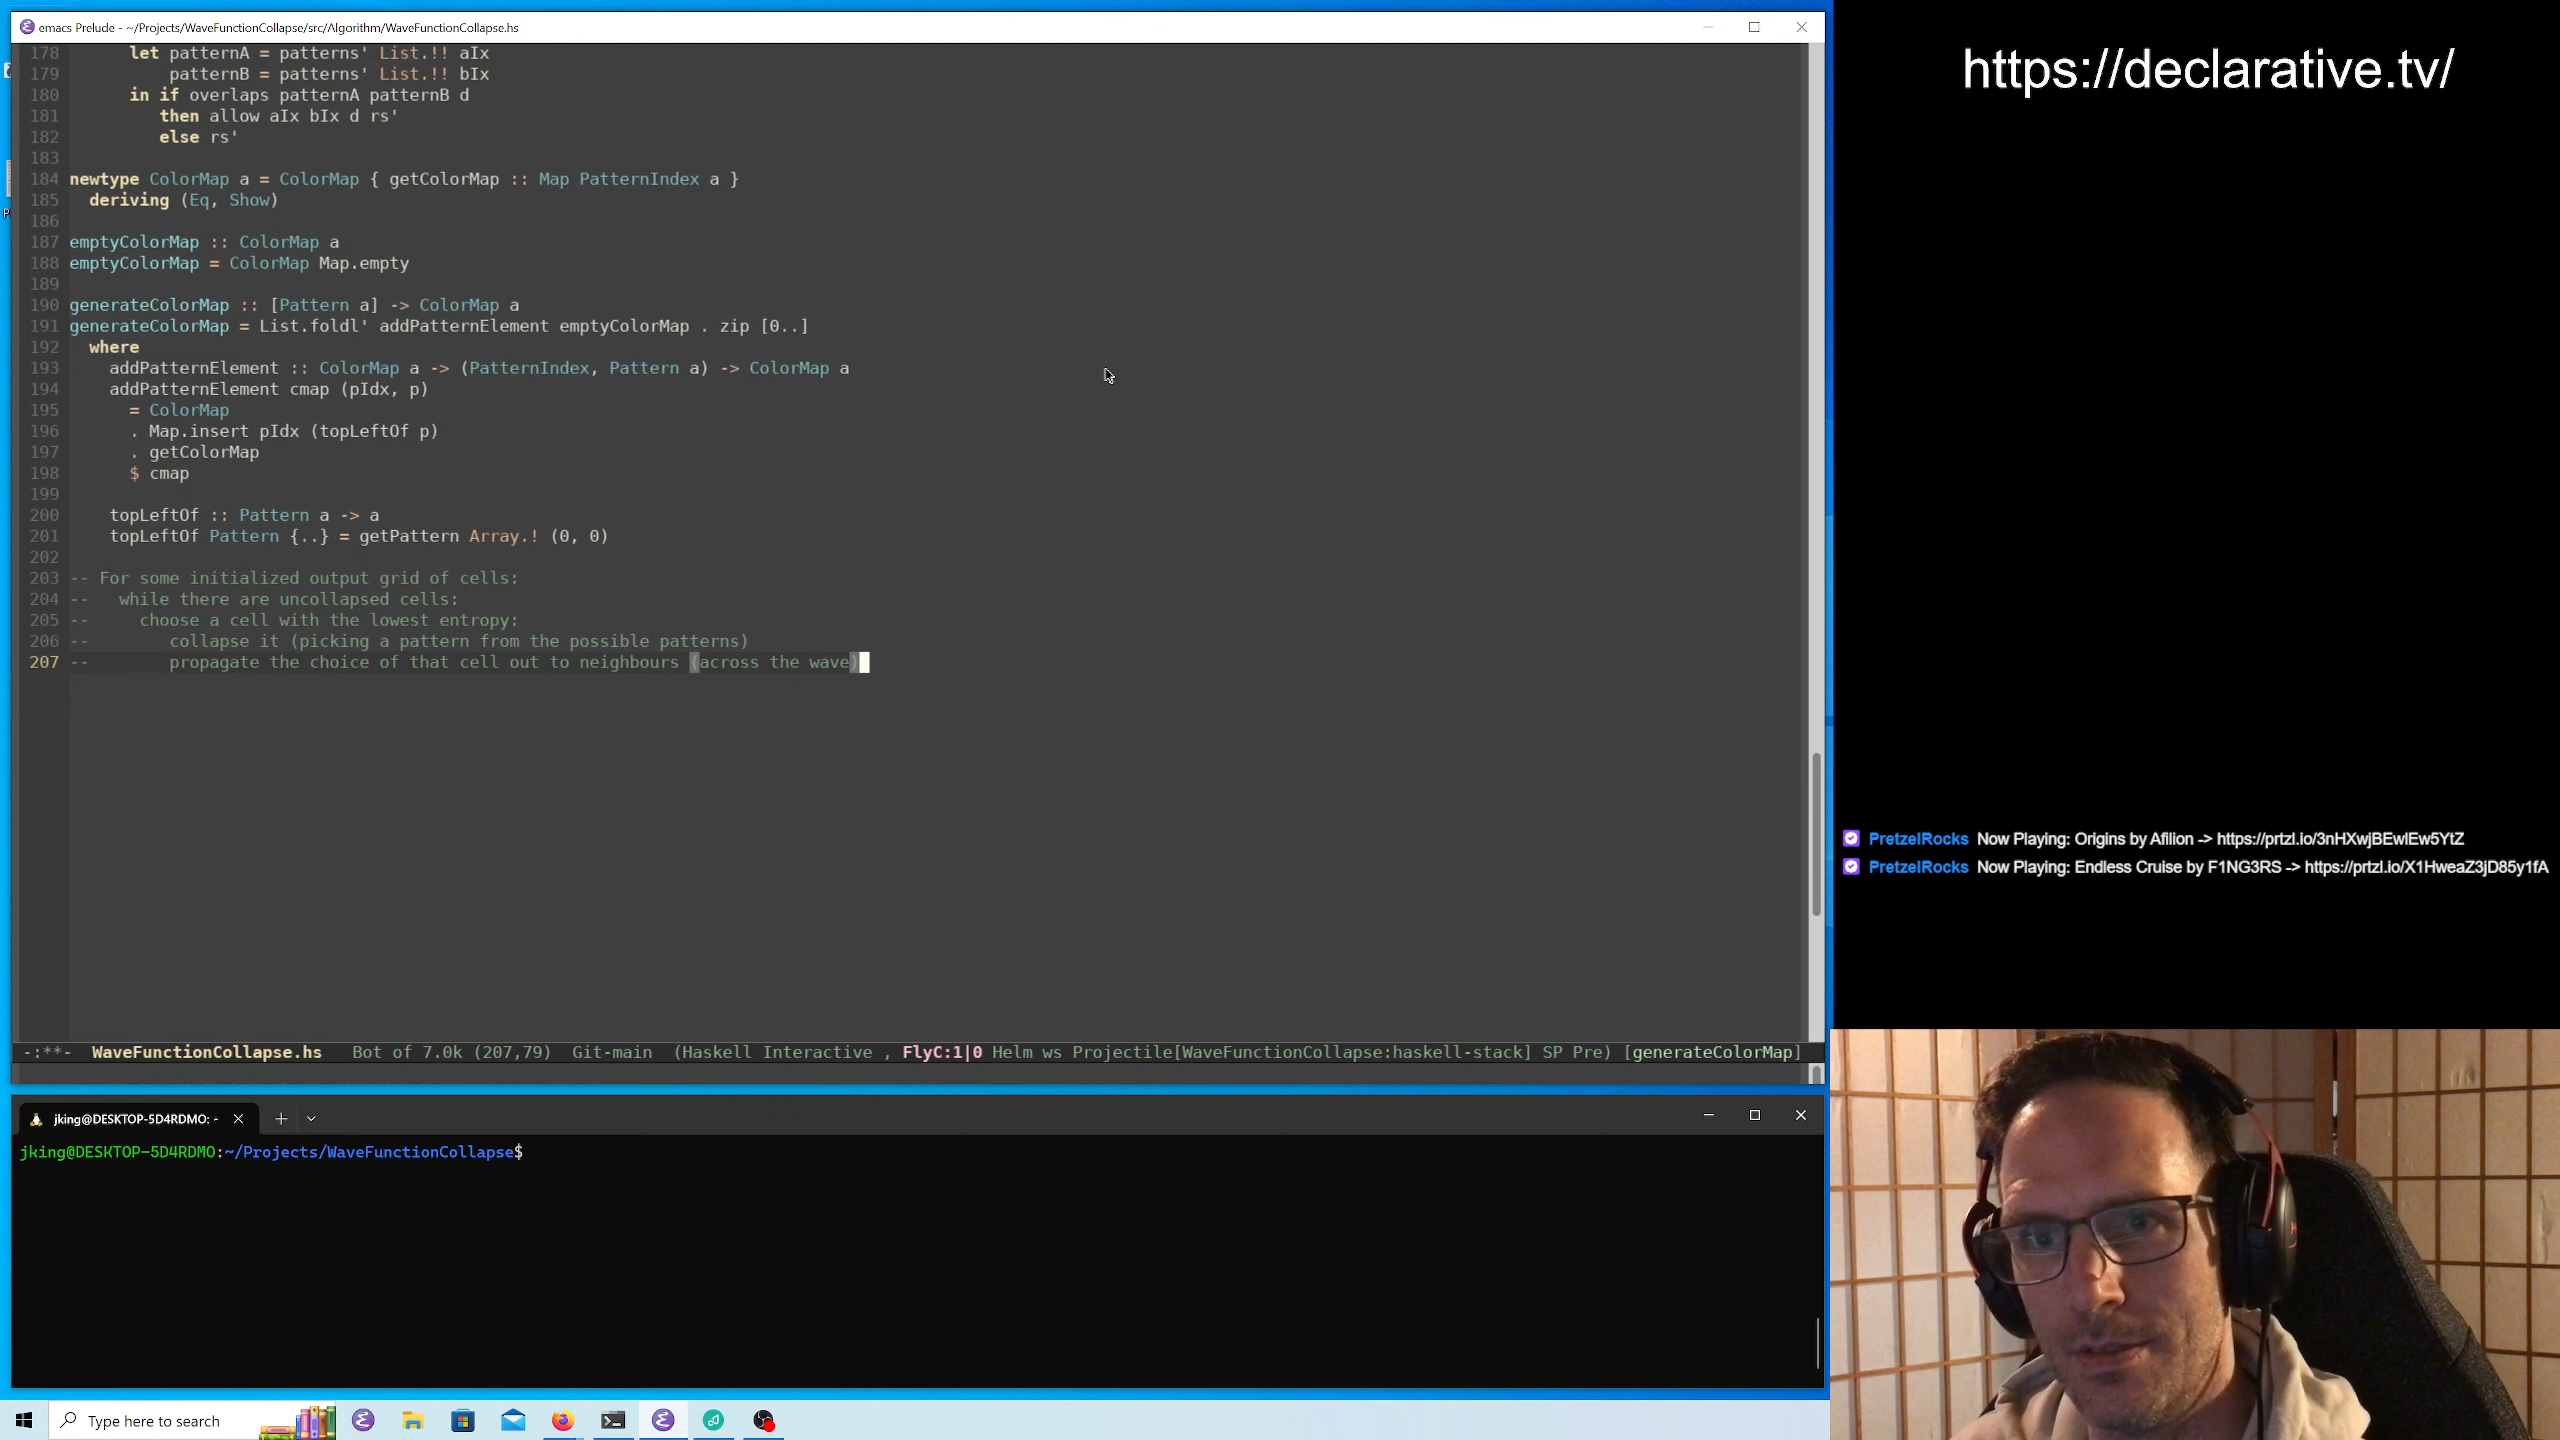 emacs Prelude - ~/Projects/WaveFunctionCollapse/src/Algorithm/WaveFunctionCollapse.hs
178 let patternA = patterns' List.!! aIx
179 patternB = patterns' List.!! bIx
180 in if overlaps patternA patternB d
181 then allow aIx bIx d rs'
182 else rs'
183
184 newtype ColorMap a = ColorMap { getColorMap :: Map PatternIndex a }
185 deriving (Eq, Show)
186
187 emptyColorMap :: ColorMap a
188 emptyColorMap = ColorMap Map.empty
189
190 generateColorMap :: [Pattern a] -> ColorMap a
191 generateColorMap = List.foldl' addPatternElement emptyColorMap . zip [0..]
192 where
193 addPatternElement :: ColorMap a -> (PatternIndex, Pattern a) -> ColorMap a
194 addPatternElement cmap (pIdx, p)
195 = ColorMap
196 . Map.insert pIdx (topLeftOf p)
197 . getColorMap
198 $ cmap
199
200 topLeftOf :: Pattern a -> a
201 topLeftOf Pattern {..} = getPattern Array.! (0, 0)
202
203 -- For some initialized output grid of cells:
204 -- while there are uncollapsed cells:
205 -- choose a cell with the lowest entropy:
206 -- collapse it (picking a pattern from the possible patterns)
207 -- propagate the choice of that cell out to neighbours (across the wave)
-:**- WaveFunctionCollapse.hs Bot of 7.0k (207,79) Git-main (Haskell Interactive , FlyC:1|0 Helm ws Projectile[WaveFunctionCollapse:haskell-stack] SP Pre) [generateColorMap]
jking@DESKTOP-5D4RDMO: ~
jking@DESKTOP-5D4RDMO:~/Projects/WaveFunctionCollapse$
Type here to search
https://declarative.tv/
PretzelRocks Now Playing: Origins by Afilion -> https://prtzl.io/3nHXwjBEwlEw5YtZ
PretzelRocks Now Playing: Endless Cruise by F1NG3RS -> https://prtzl.io/X1HweaZ3jD85y1fA